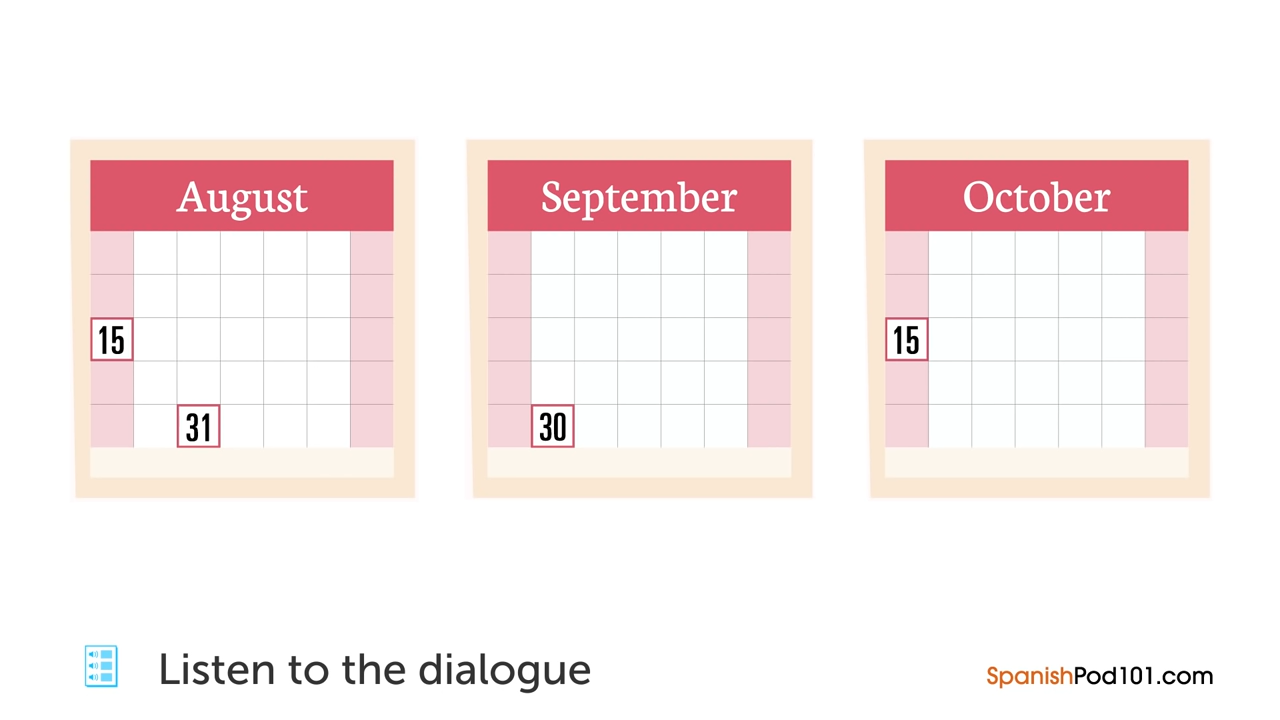 August
15
31
September
30
October
15
Listen to the dialogue
SpanishPod101.com